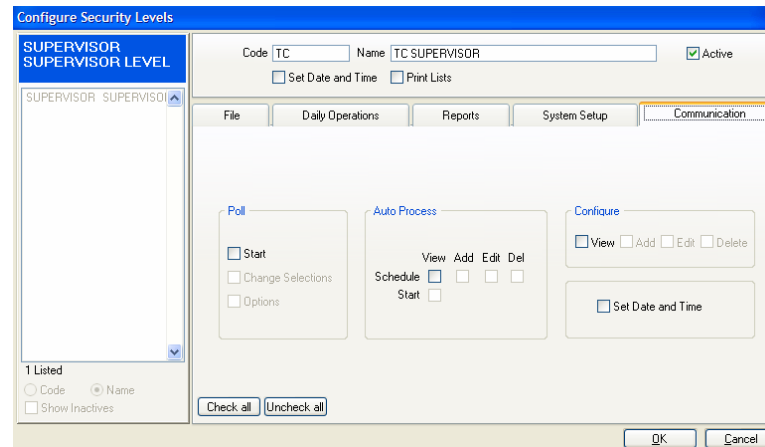 Configure Security Levels
SUPERVISOR
SUPERVISOR LEVEL
SUPERVISOR SUPERVISO
1 Listed
Code Name
Show Inactives
Code TC Name TC SUPERVISOR Active
Set Date and Time Print Lists
File Daily Operations Reports System Setup Communication
Poll
Start
Change Selections
Options
Auto Process
View Add Edit Del
Schedule
Start
Configure
View Add Edit Delete
Set Date and Time
Check all Uncheck all
OK Cancel